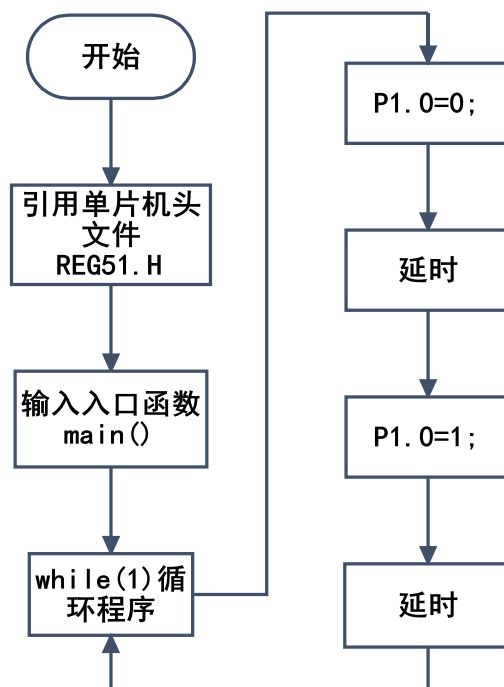 开始
引用单片机头
文件
REG51.H
输入入口函数
main()
while(1)循
环程序
P1.0=0;
延时
P1.0=1;
延时